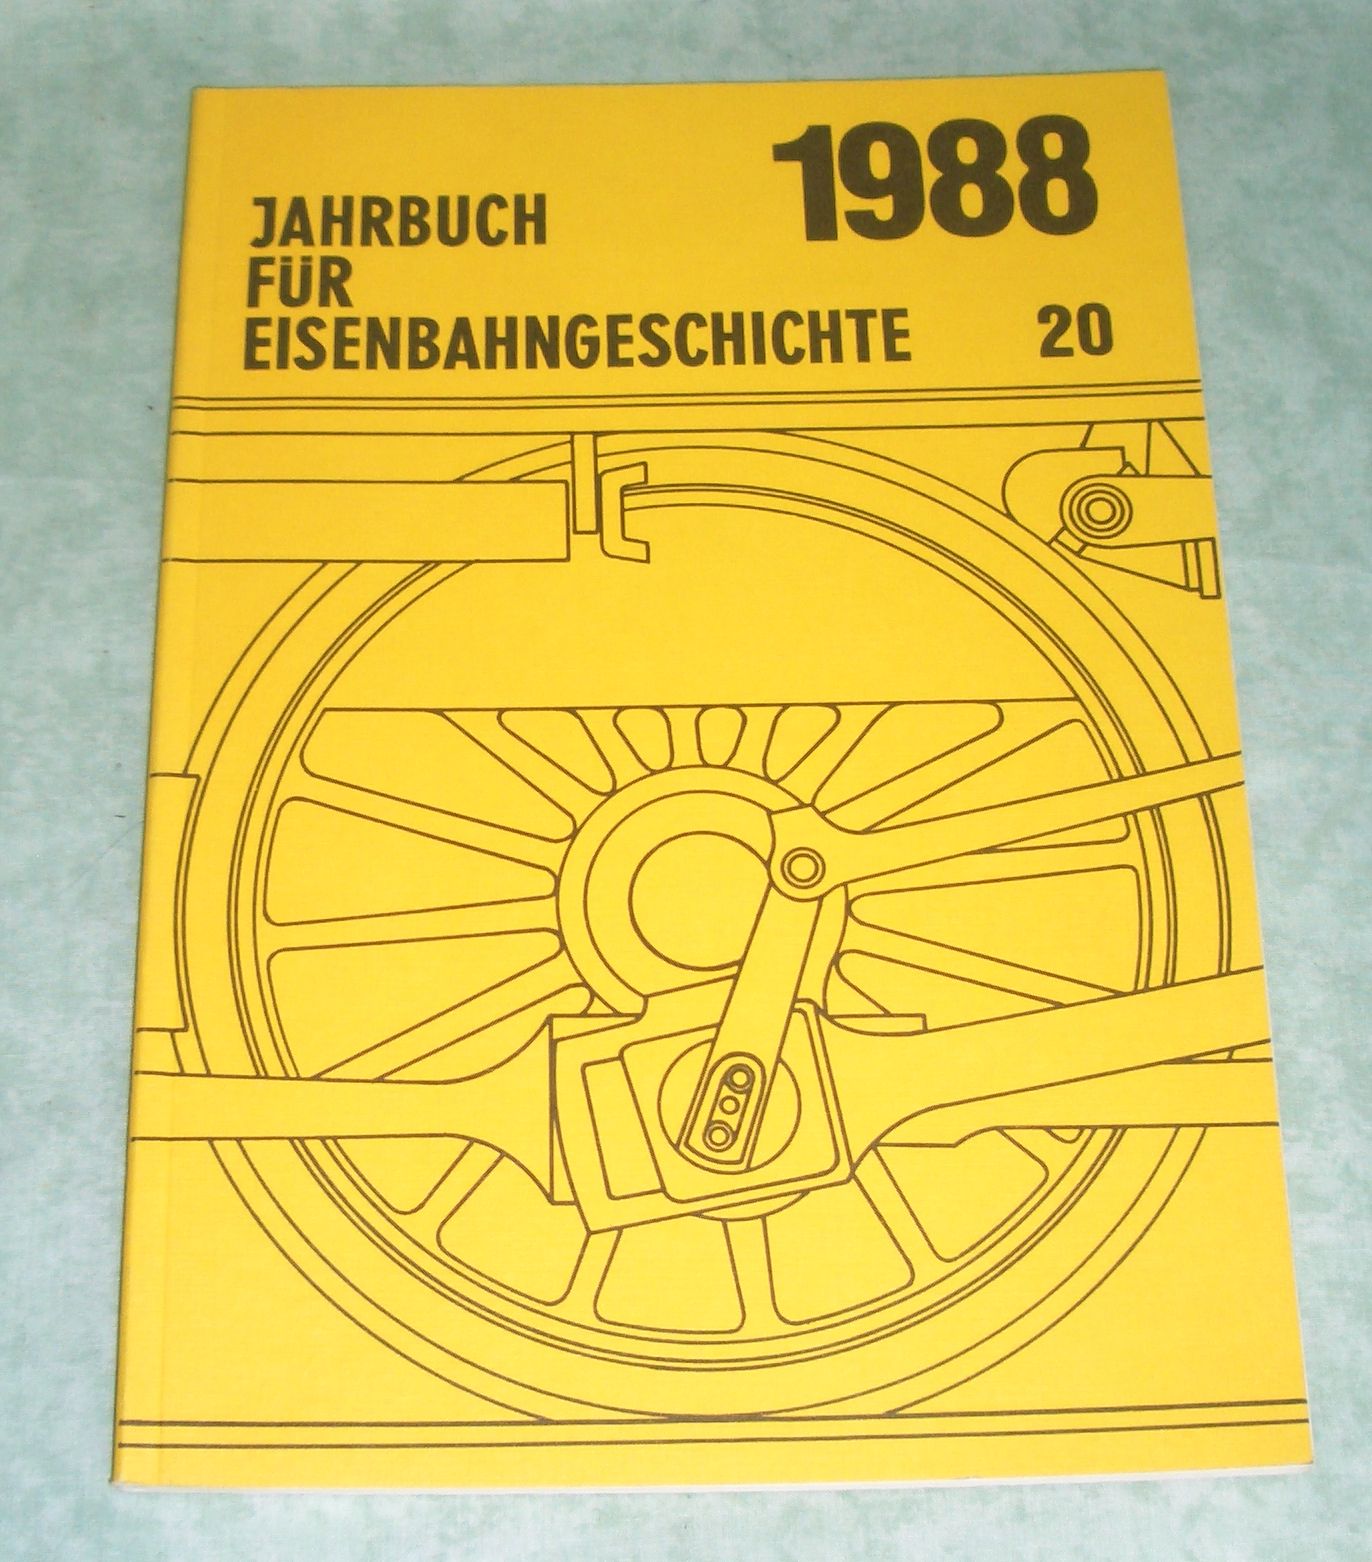 1988
JAHRBUCH
FÜR
EISENBAHNGESCHICHTE 20